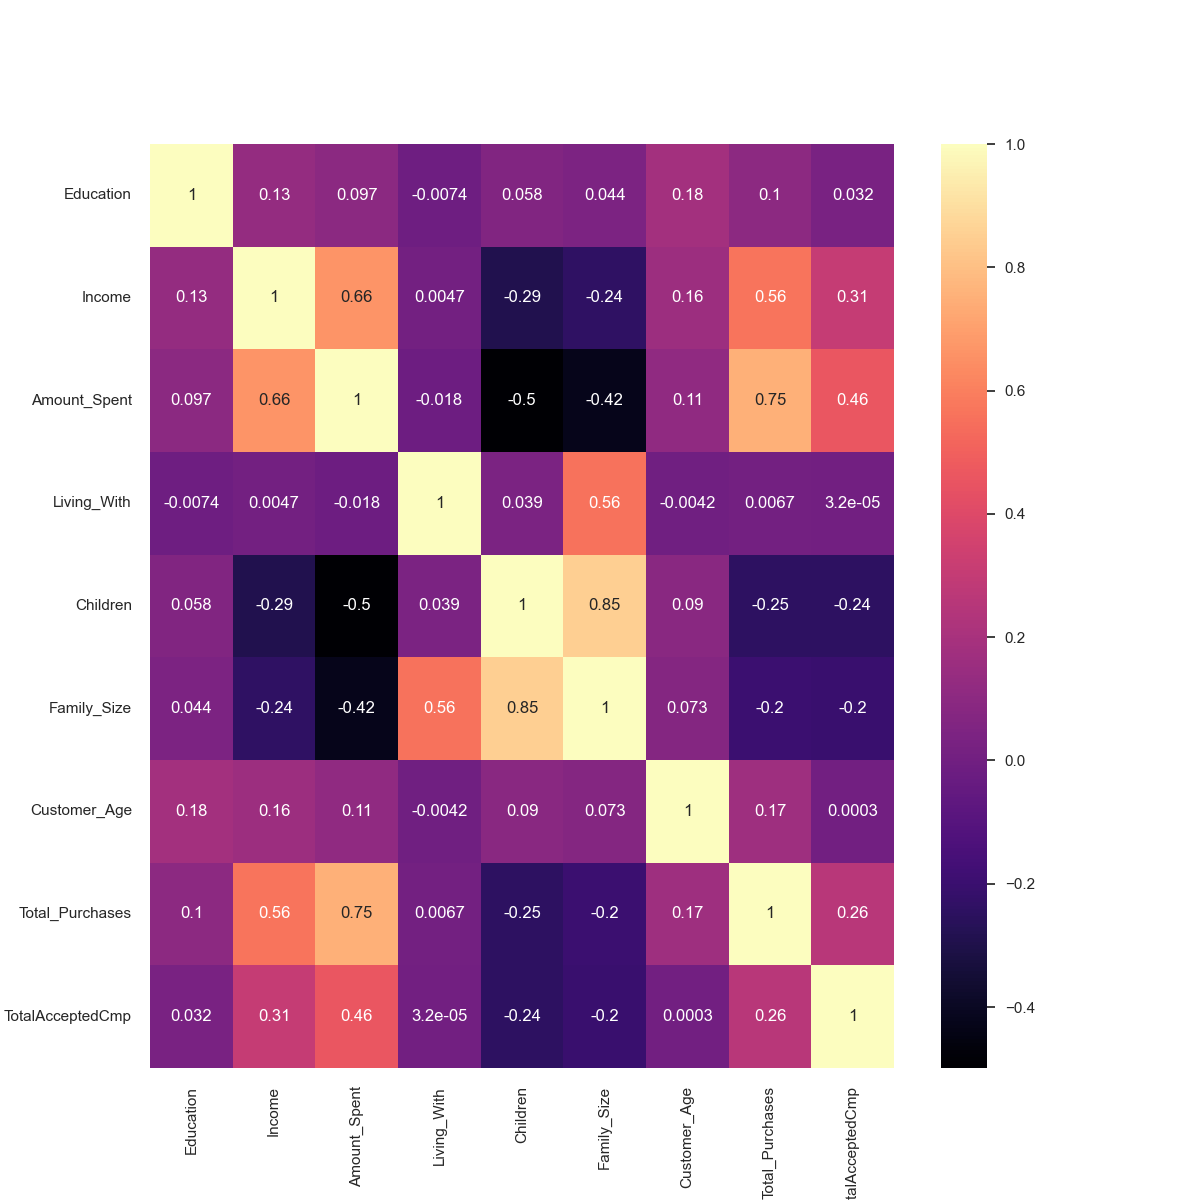 1.0
Education 1 0.13 0.097 -0.0074 0.058 0.044 0.18 0.1 0.032
Income 0.13 1 0.66 0.0047 -0.29 -0.24 0.16 0.56 0.31
0.8
Amount_Spent 0.097 0.66 1 -0.018 -0.5 -0.42 0.11 0.75 0.46
0.6
Living_With -0.0074 0.0047 -0.018 1 0.039 0.56 -0.0042 0.0067 3.2e-05
0.4
Children 0.058 -0.29 -0.5 0.039 1 0.85 0.09 -0.25 -0.24
0.2
Family_Size 0.044 -0.24 -0.42 0.56 0.85 1 0.073 -0.2 -0.2
0.0
Customer_Age 0.18 0.16 0.11 -0.0042 0.09 0.073 1 0.17 0.0003
−0.2
Total_Purchases 0.1 0.56 0.75 0.0067 -0.25 -0.2 0.17 1 0.26
−0.4
TotalAcceptedCmp 0.032 0.31 0.46 3.2e-05 -0.24 -0.2 0.0003 0.26 1
Education
Income
Amount_Spent
Living_With
Children
Family_Size
Customer_Age
Total_Purchases
talAcceptedCmp